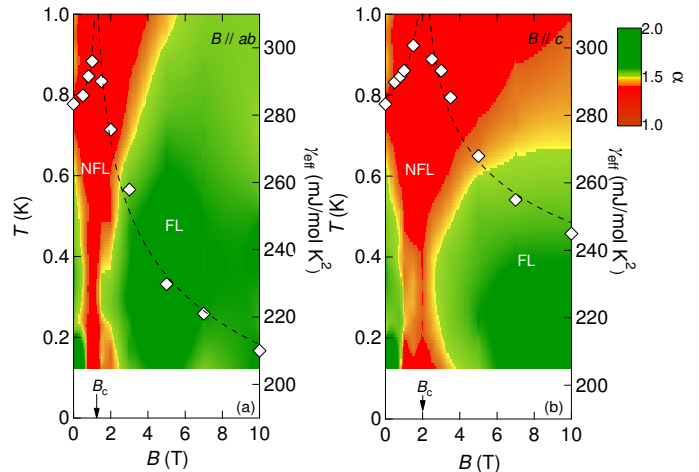 1.0
0.8
0.6
0.4
0.2
0
T (K)
0
2
4
6
8
10
B (T)
300
280
260
240
220
200
γeff (mJ/mol K²)
B // ab
NFL
FL
Bc
(a)
1.0
0.8
0.6
0.4
0.2
0
T (K)
0
2
4
6
8
10
B (T)
300
280
260
240
220
200
γeff (mJ/mol K²)
B // c
NFL
FL
Bc
(b)
2.0
1.5
1.0
α